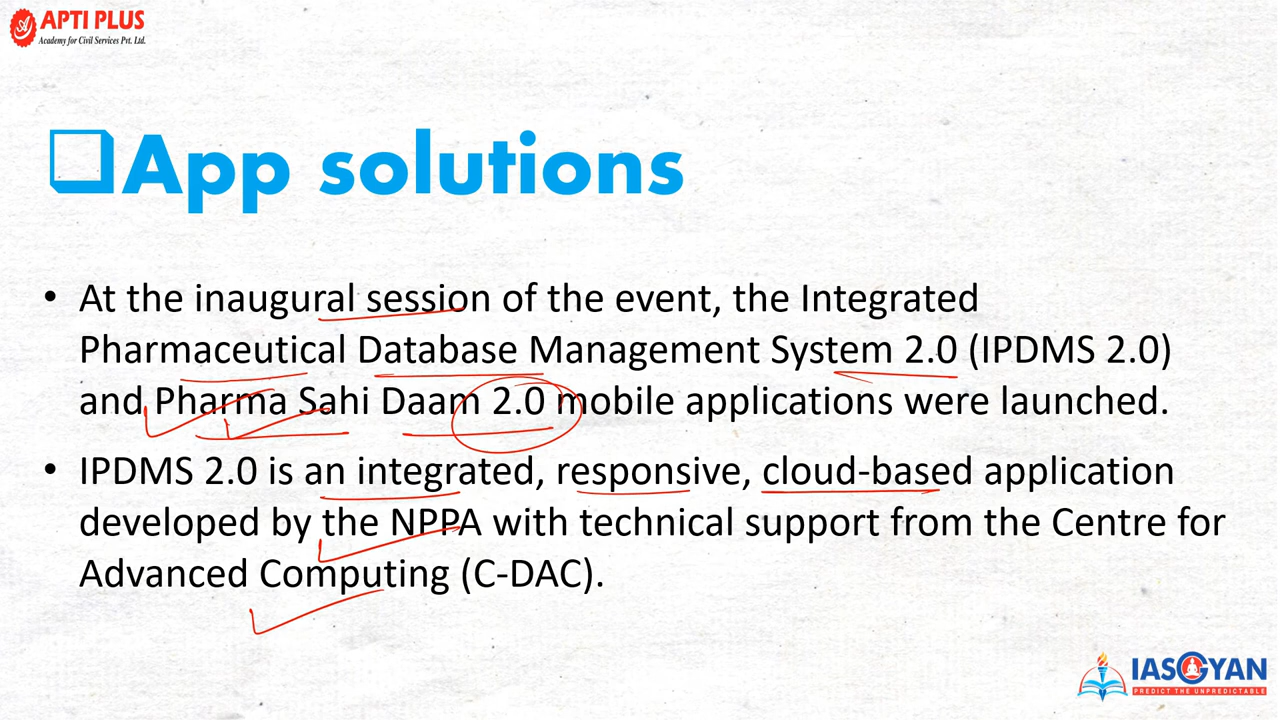 APTI PLUS
Academy for Civil Services Pvt. Ltd.
App solutions
• At the inaugural session of the event, the Integrated
Pharmaceutical Database Management System 2.0 (IPDMS 2.0)
and Pharma Sahi Daam 2.0 mobile applications were launched.
• IPDMS 2.0 is an integrated, responsive, cloud-based application
developed by the NPPA with technical support from the Centre for
Advanced Computing (C-DAC).
IAS GYAN
PREDICT THE UNPREDICTABLE